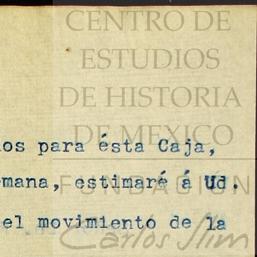 CENTRO DE
ESTUDIOS
DE HISTORIA
DE MEXICO
os para ésta Caja,
mana, estimaré á Ud.
FUNDACION
el movimiento de la
Carlos Slim